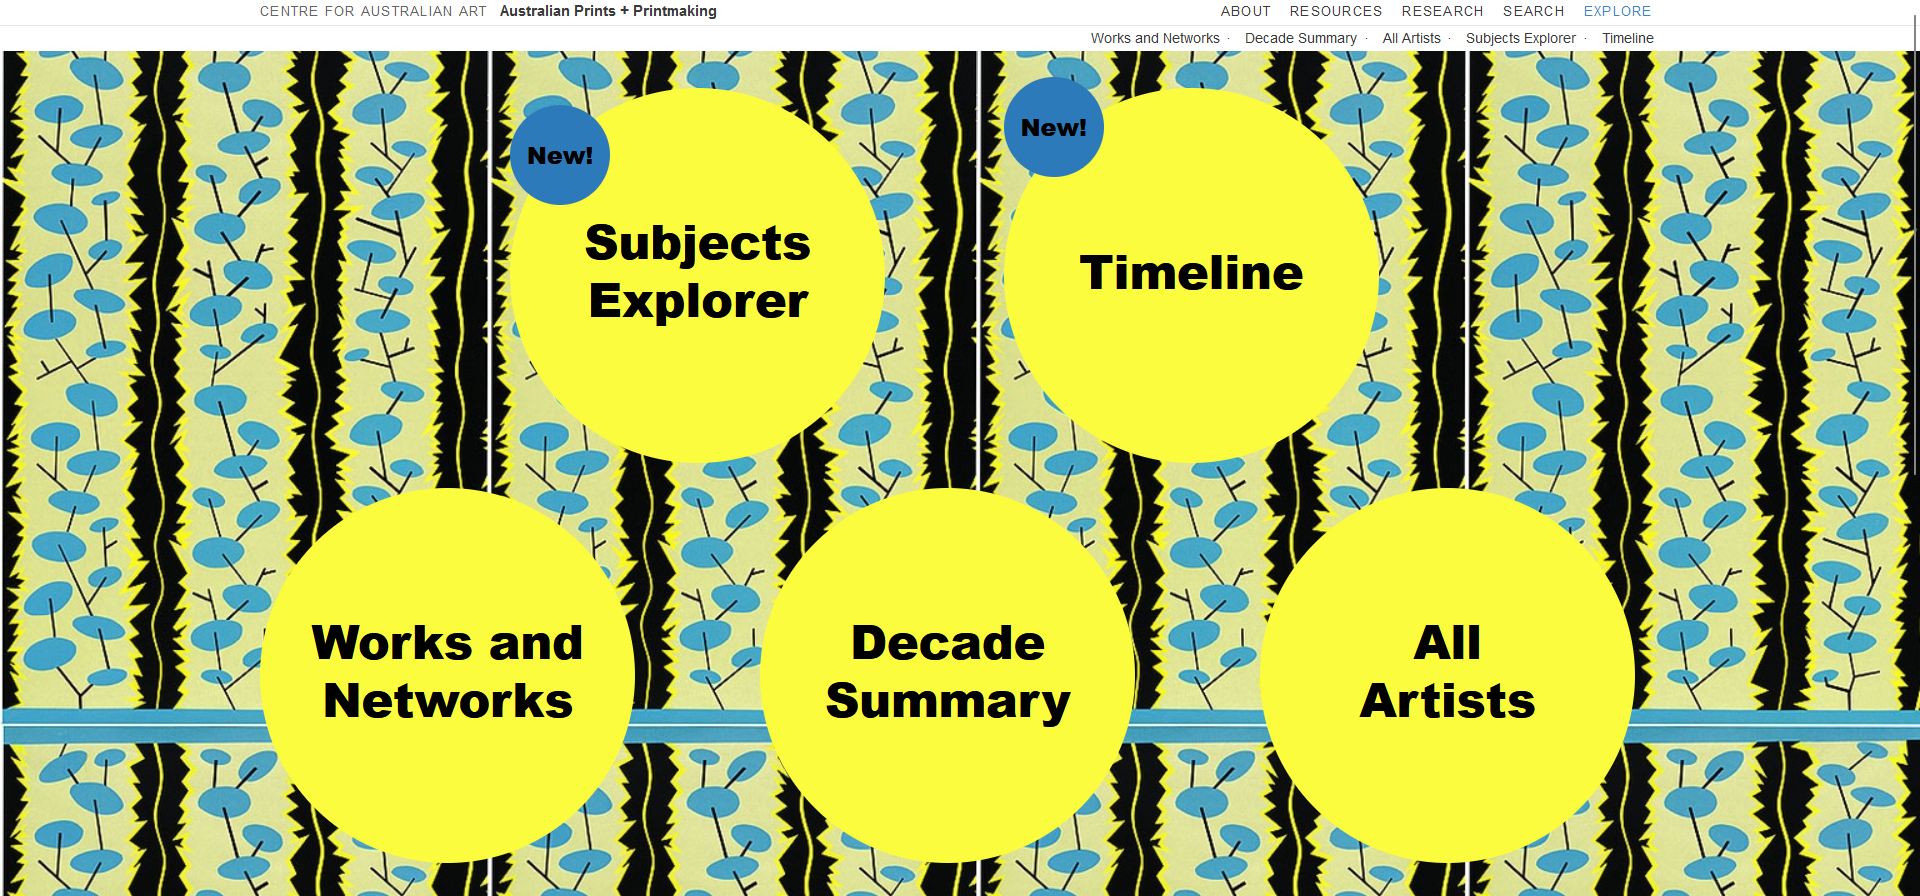 CENTRE FOR AUSTRALIAN ART Australian Prints + Printmaking
ABOUT RESOURCES RESEARCH SEARCH EXPLORE
Works and Networks · Decade Summary · All Artists · Subjects Explorer · Timeline
New!
Subjects
Explorer
New!
Timeline
Works and
Networks
Decade
Summary
All
Artists